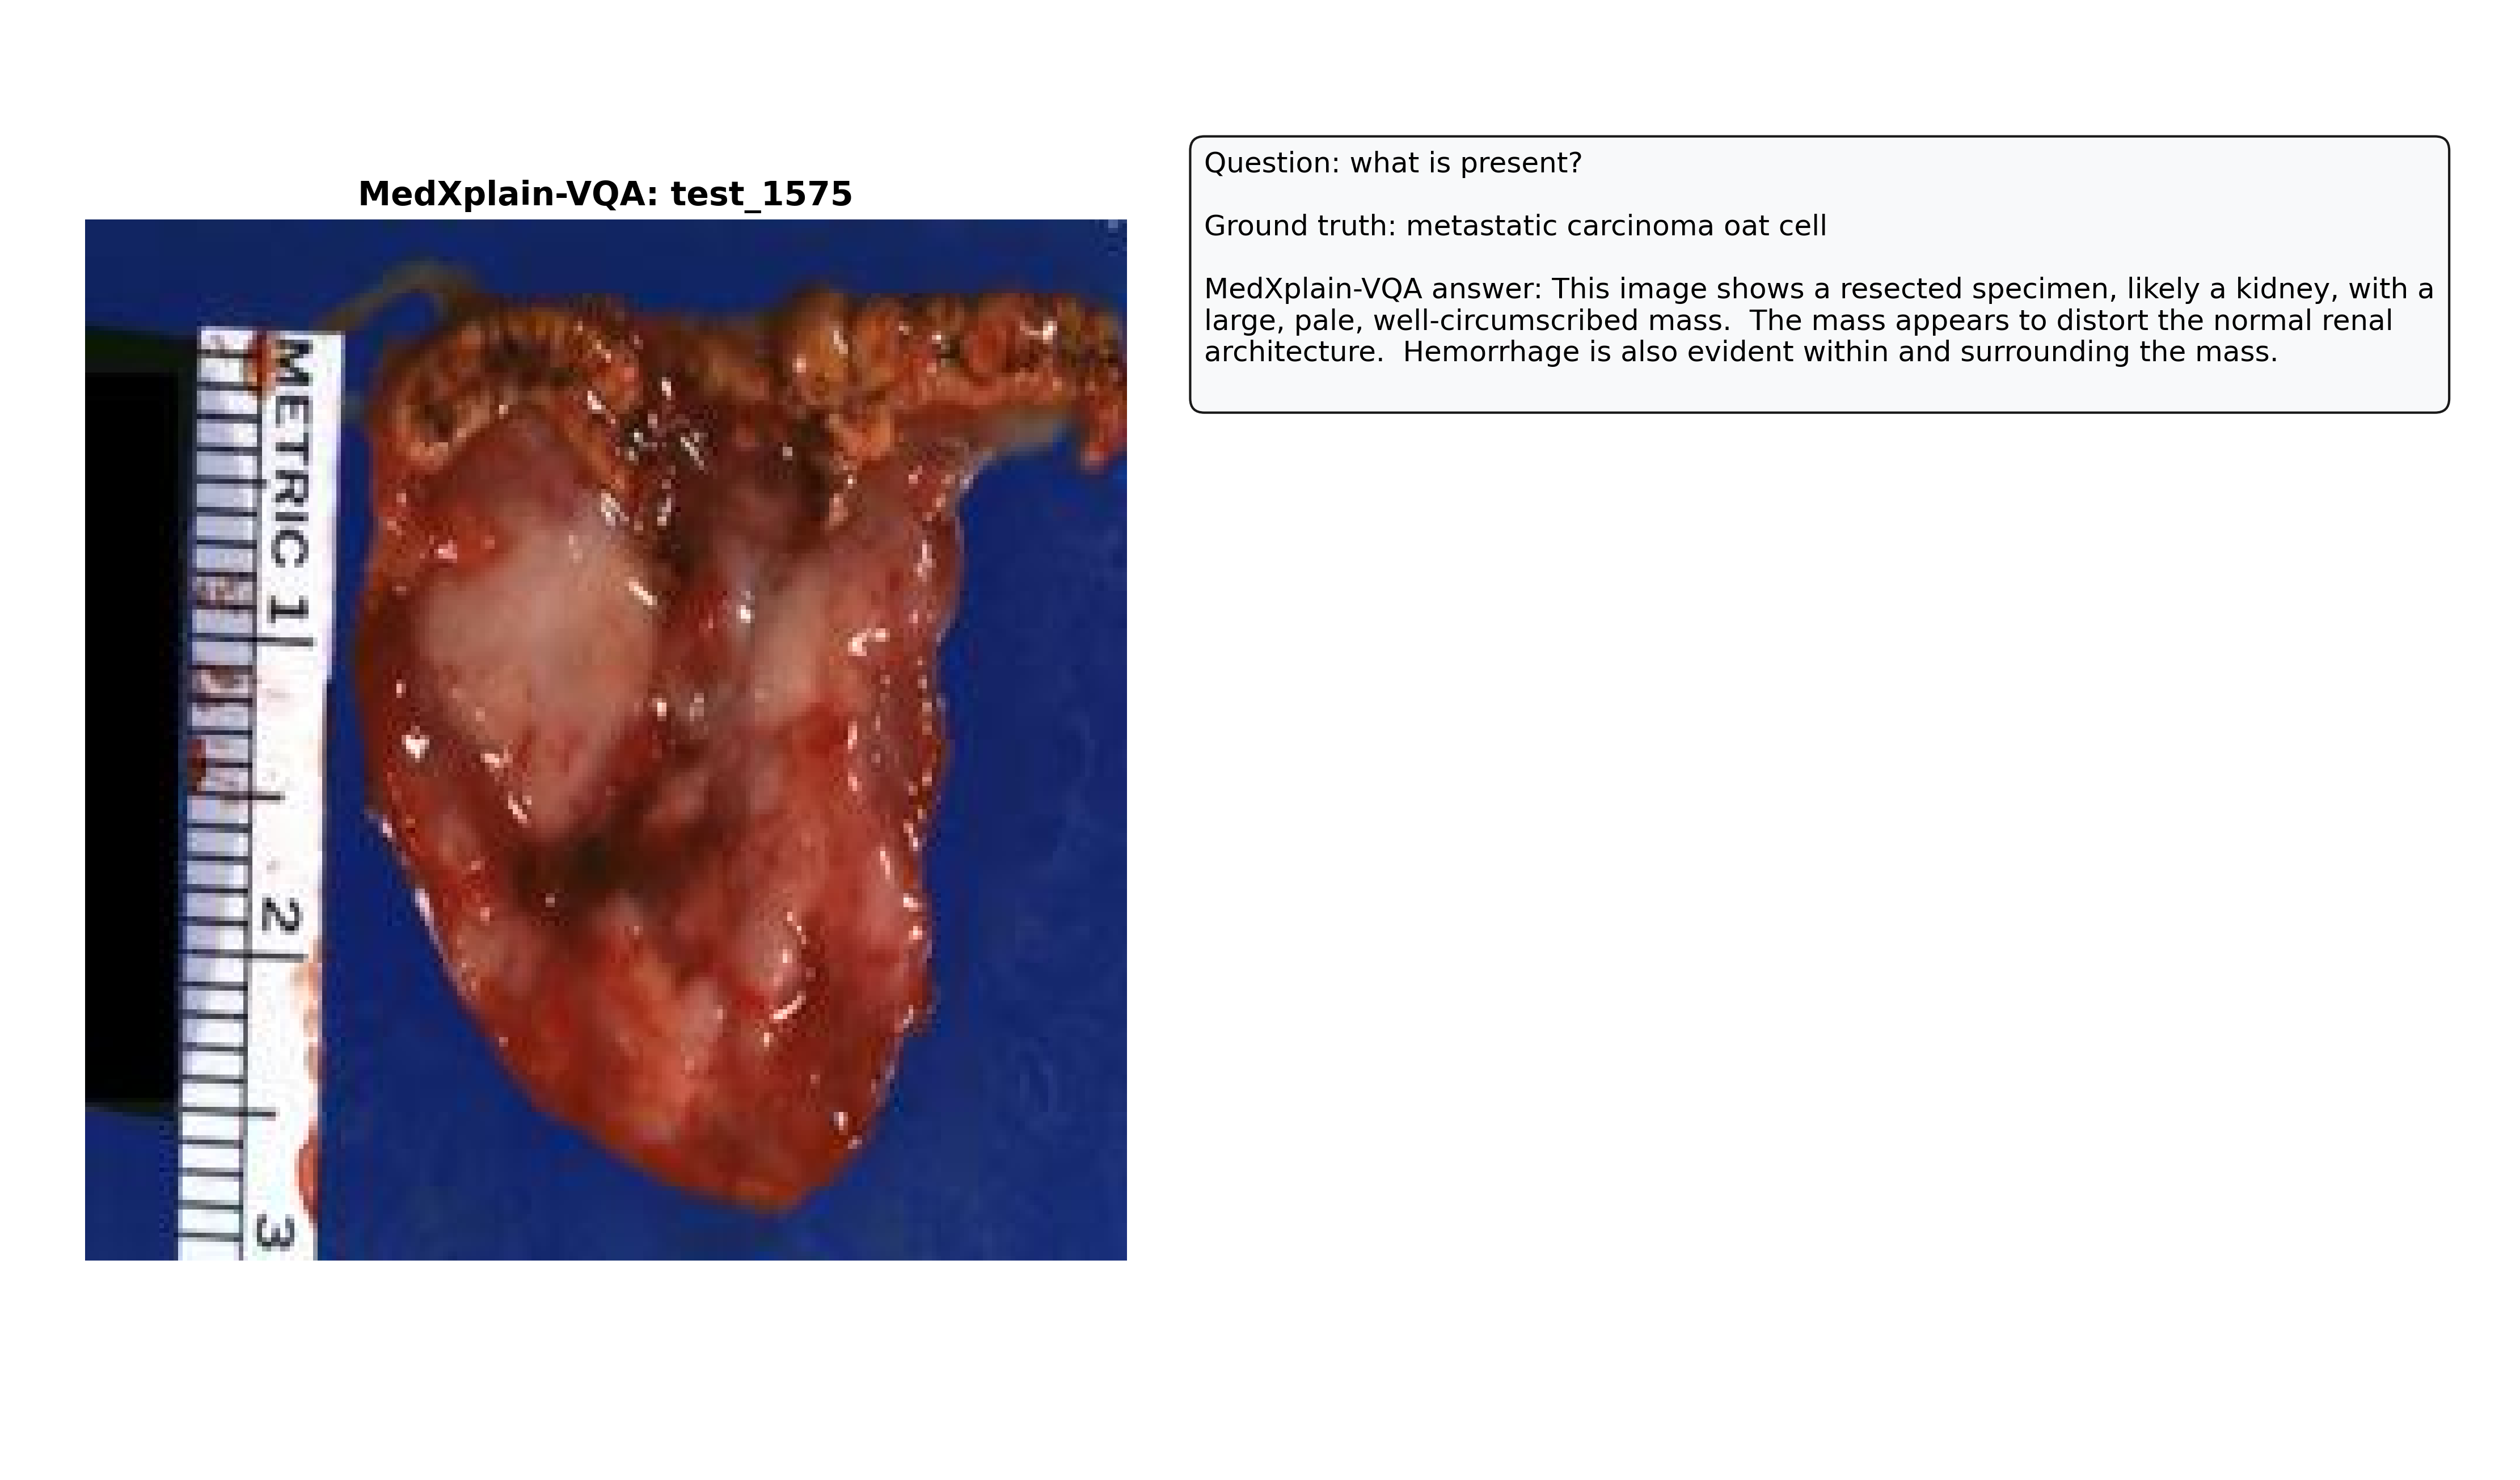 MedXplain-VQA: test_1575
METRIC 1
2
3
Question: what is present?
Ground truth: metastatic carcinoma oat cell
MedXplain-VQA answer: This image shows a resected specimen, likely a kidney, with a
large, pale, well-circumscribed mass.  The mass appears to distort the normal renal
architecture.  Hemorrhage is also evident within and surrounding the mass.